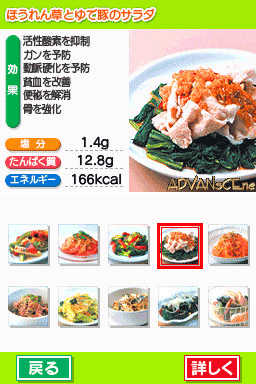 ほうれん草とゆで豚のサラダ
効果
活性酸素を抑制
ガンを予防
動脈硬化を予防
貧血を改善
便秘を解消
骨を強化
塩分 1.4g
たんぱく質 12.8g
エネルギー 166kcal
ADVANsCEne
戻る
詳しく